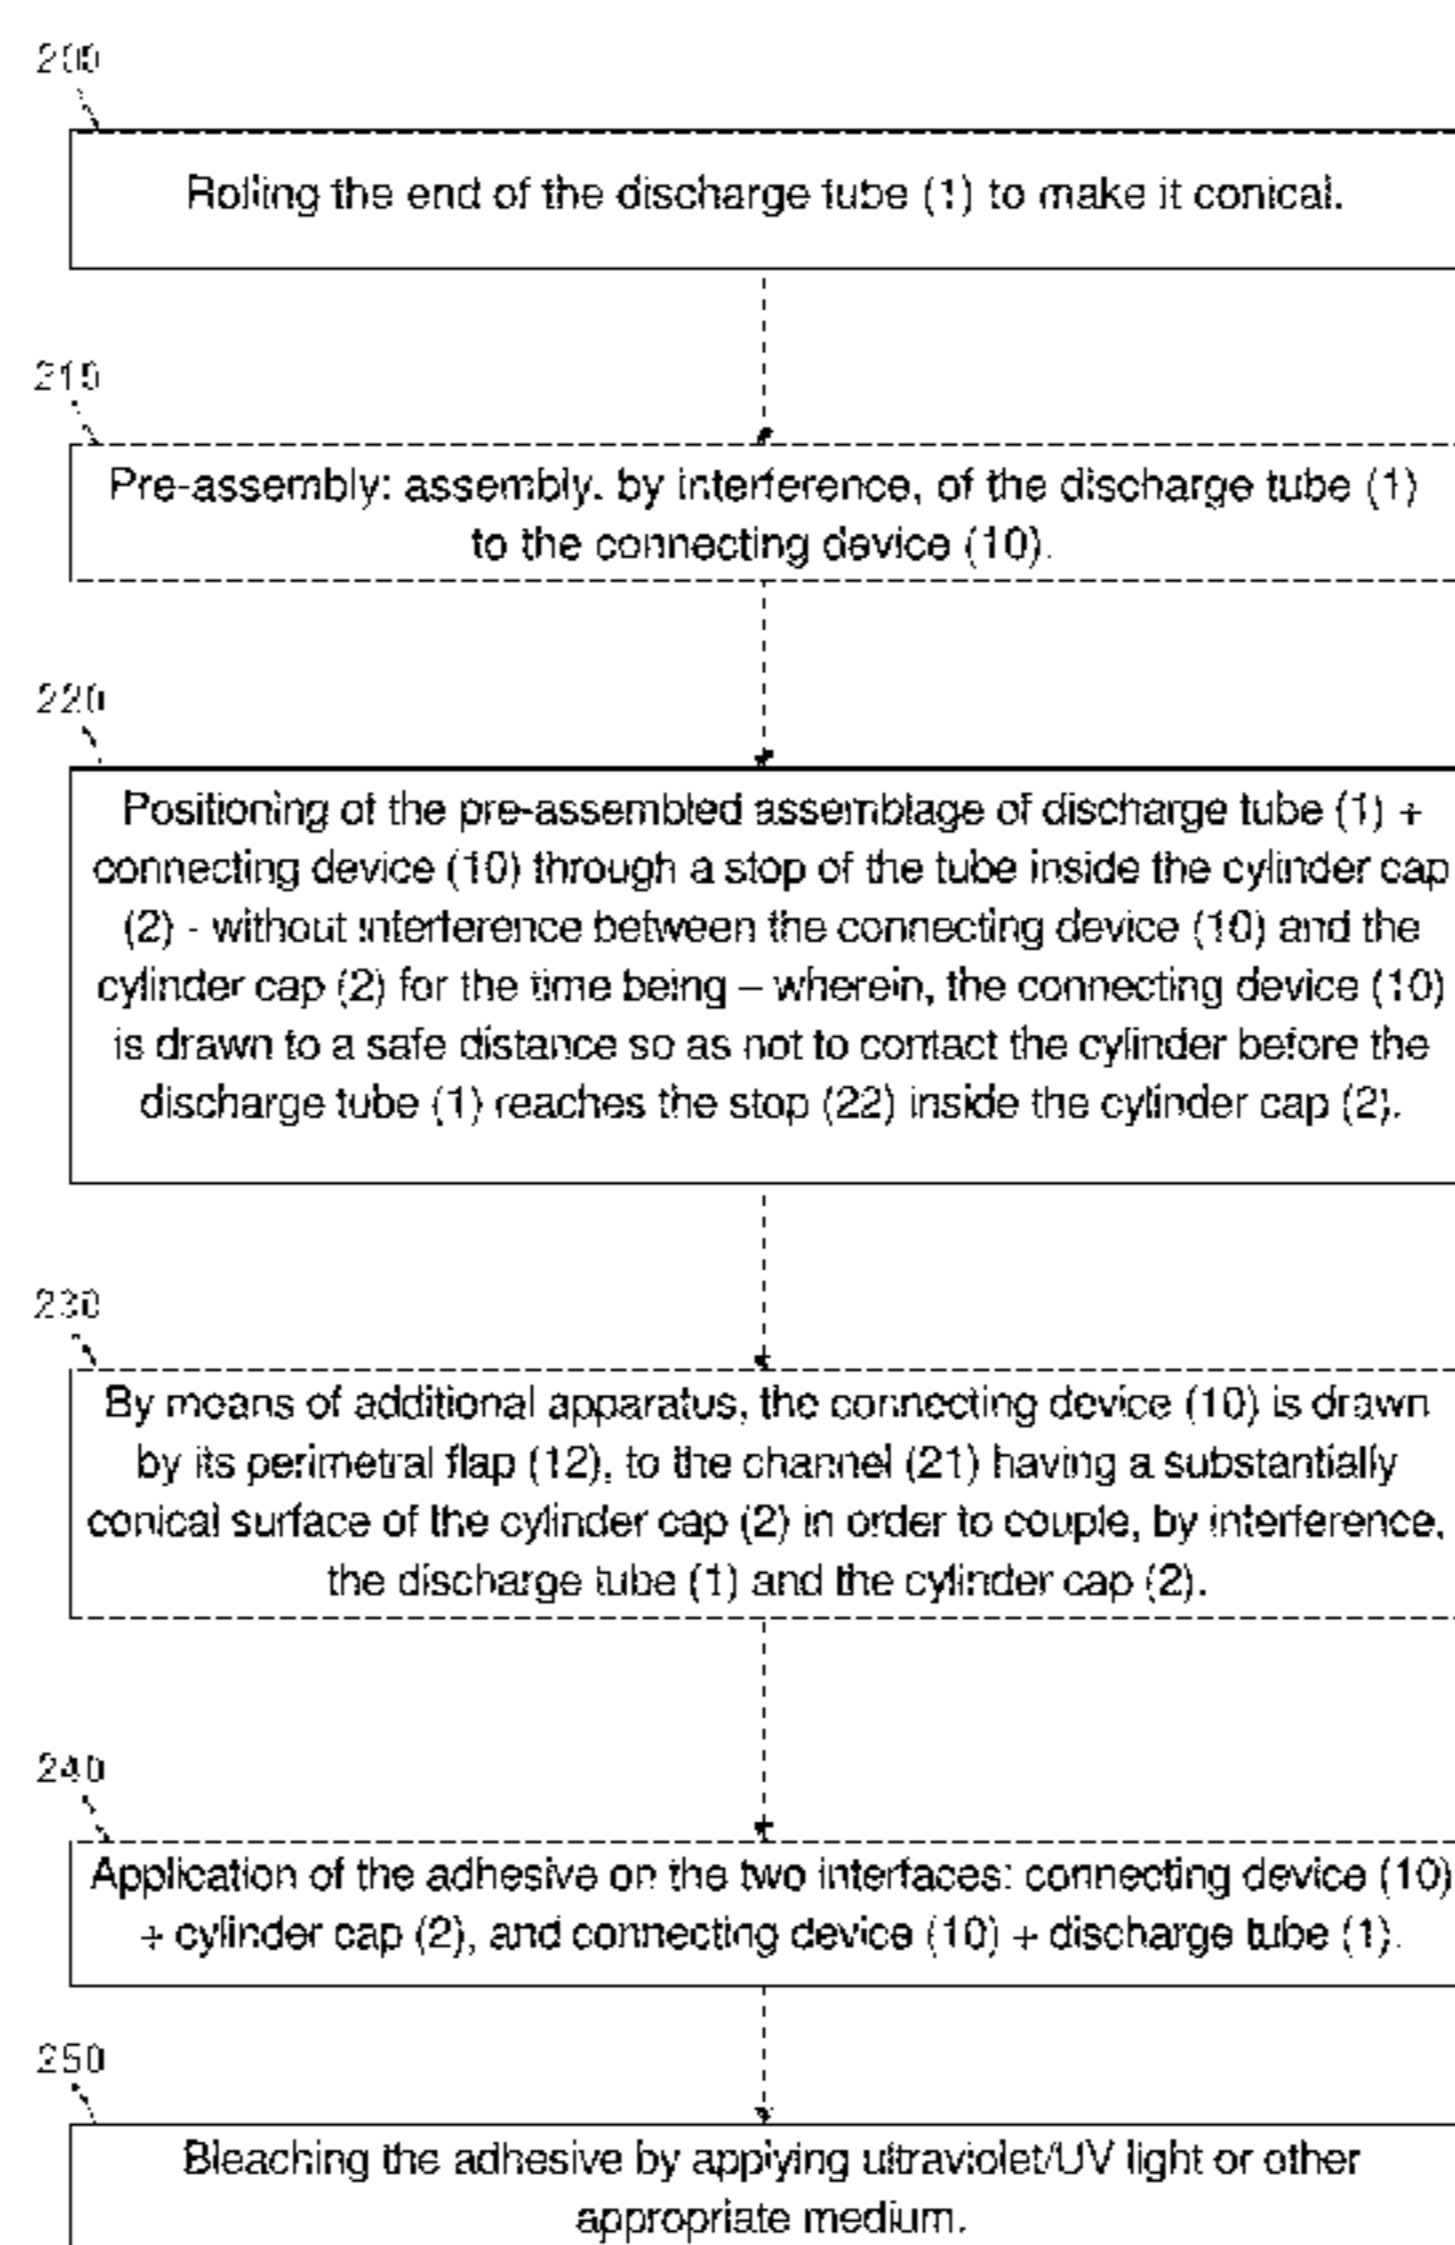 200
Rolling the end of the discharge tube (1) to make it conical.
210
Pre-assembly: assembly. by interference, of the discharge tube (1)
to the connecting device (10).
220
Positioning of the pre-assembled assemblage of discharge tube (1) +
connecting device (10) through a stop of the tube inside the cylinder cap
(2) - without interference between the connecting device (10) and the
cylinder cap (2) for the time being – wherein, the connecting device (10)
is drawn to a safe distance so as not to contact the cylinder before the
discharge tube (1) reaches the stop (22) inside the cylinder cap (2).
230
By means of additional apparatus, the connecting device (10) is drawn
by its perimetral flap (12), to the channel (21) having a substantially
conical surface of the cylinder cap (2) in order to couple, by interference,
the discharge tube (1) and the cylinder cap (2).
240
Application of the adhesive on the two interfaces: connecting device (10)
+ cylinder cap (2), and connecting device (10) + discharge tube (1).
250
Bleaching the adhesive by applying ultraviolet/UV light or other
appropriate medium.